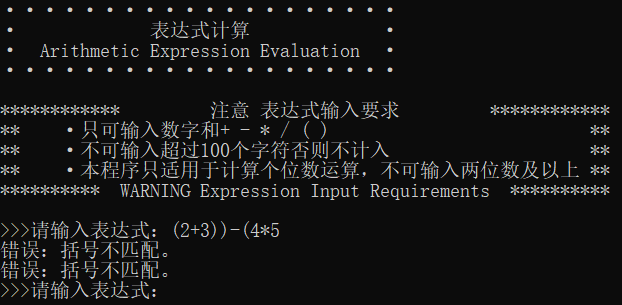 • • • • • • • • • • • • • • • • • • • •
• 表达式计算 •
• Arithmetic Expression Evaluation •
• • • • • • • • • • • • • • • • • • • •
************ 注意 表达式输入要求 ************
** ·只可输入数字和+ - * / ( ) **
** ·不可输入超过100个字符否则不计入 **
** ·本程序只适用于计算个位数运算，不可输入两位数及以上 **
********** WARNING Expression Input Requirements **********
>>>请输入表达式：(2+3))-(4*5
错误：括号不匹配。
错误：括号不匹配。
>>>请输入表达式：